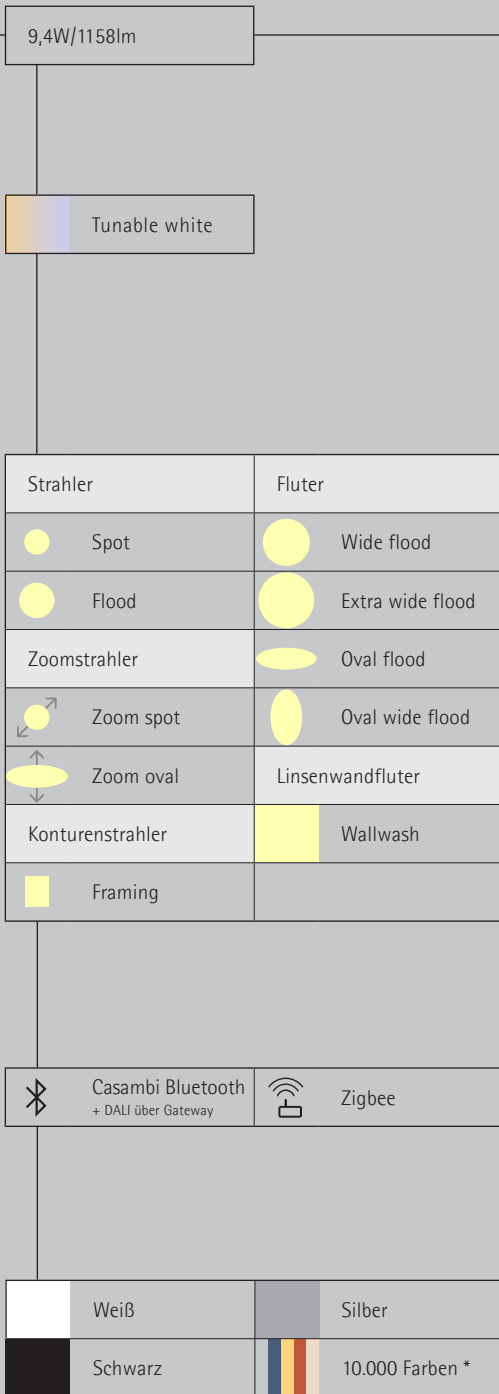 9,4W/1158lm
Tunable white
Strahler
Fluter
Spot
Wide flood
Flood
Extra wide flood
Zoomstrahler
Oval flood
Zoom spot
Oval wide flood
Zoom oval
Linsenwandfluter
Konturenstrahler
Wallwash
Framing
Casambi Bluetooth
+ DALI über Gateway
Zigbee
Weiß
Silber
Schwarz
10.000 Farben *